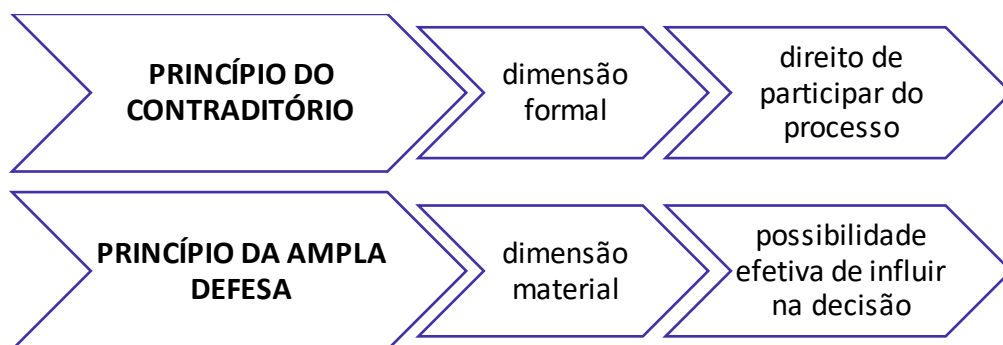 PRINCÍPIO DO
CONTRADITÓRIO
dimensão
formal
direito de
participar do
processo
PRINCÍPIO DA AMPLA
DEFESA
dimensão
material
possibilidade
efetiva de influir
na decisão